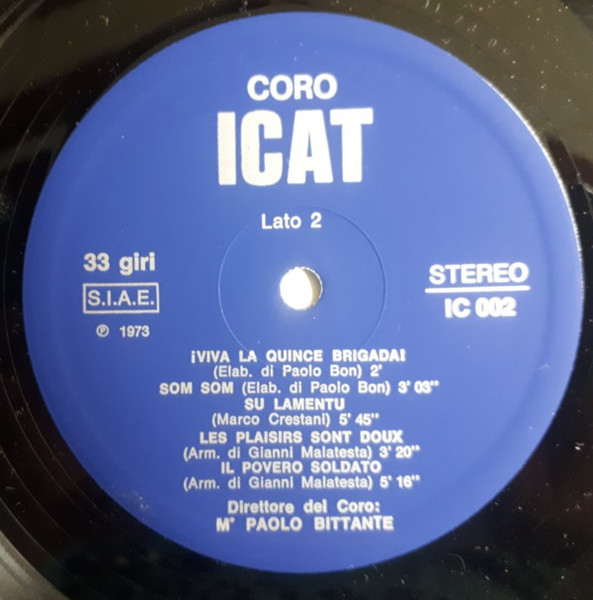 CORO
ICAT
Lato 2
33 giri
S.I.A.E.
℗ 1973
STEREO
IC 002
¡VIVA LA QUINCE BRIGADA!
(Elab. di Paolo Bon) 2'
SOM SOM (Elab. di Paolo Bon) 3' 03"
SU LAMENTU
(Marco Crestani) 5' 45"
LES PLAISIRS SONT DOUX
(Arm. di Gianni Malatesta) 3' 20"
IL POVERO SOLDATO
(Arm. di Gianni Malatesta) 5' 16"
Direttore del Coro:
M° PAOLO BITTANTE